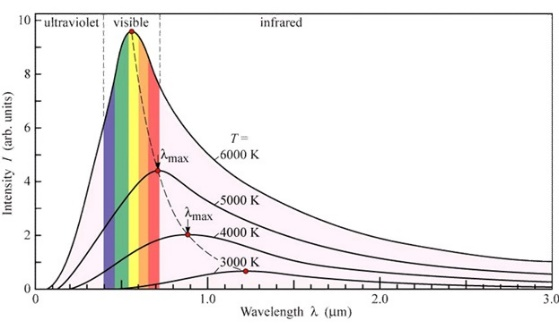 ultraviolet visible infrared
10
8
6
4
2
0
Intensity I (arb. units)
T =
6000 K
5000 K
4000 K
3000 K
λmax
λmax
0 1.0 2.0 3.0
Wavelength λ (μm)